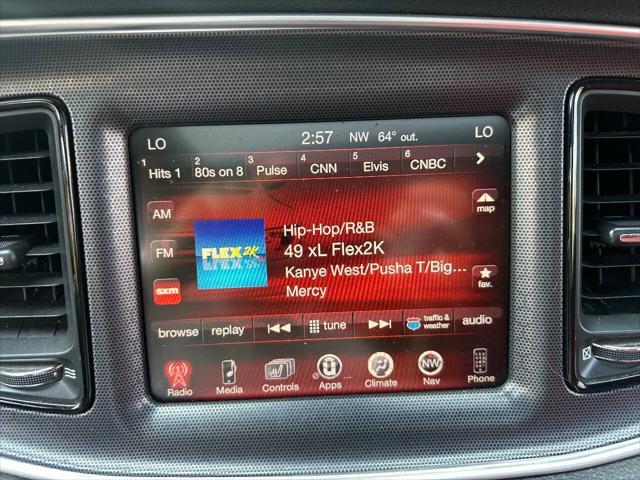 LO 2:57 NW 64° out. LO
1 Hits 1 2 80s on 8 3 Pulse 4 CNN 5 Elvis 6 CNBC
AM
map
FLEX2K
Hip-Hop/R&B
49 xL Flex2K
FM
Kanye West/Pusha T/Big...
fav.
sxm
Mercy
browse replay tune traffic & weather audio
NW
Radio Media Controls Apps Climate Nav Phone